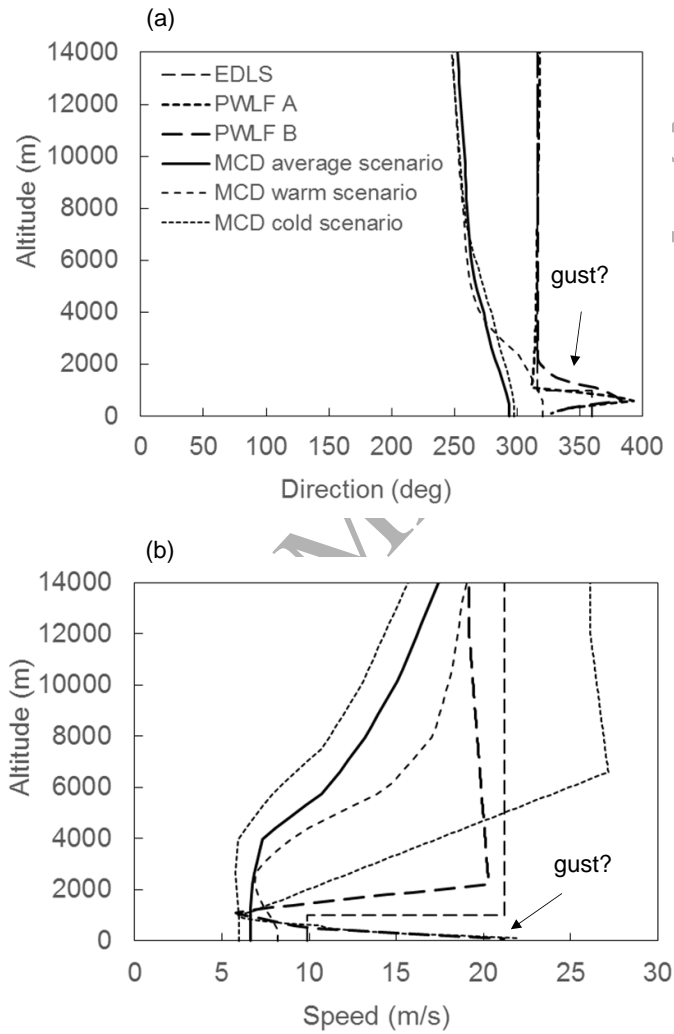 (a)
14000
12000
10000
8000
6000
4000
2000
0
Altitude (m)
EDLS
PWLF A
PWLF B
MCD average scenario
MCD warm scenario
MCD cold scenario
gust?
0 50 100 150 200 250 300 350 400
Direction (deg)
(b)
14000
12000
10000
8000
6000
4000
2000
0
Altitude (m)
gust?
0 5 10 15 20 25 30
Speed (m/s)